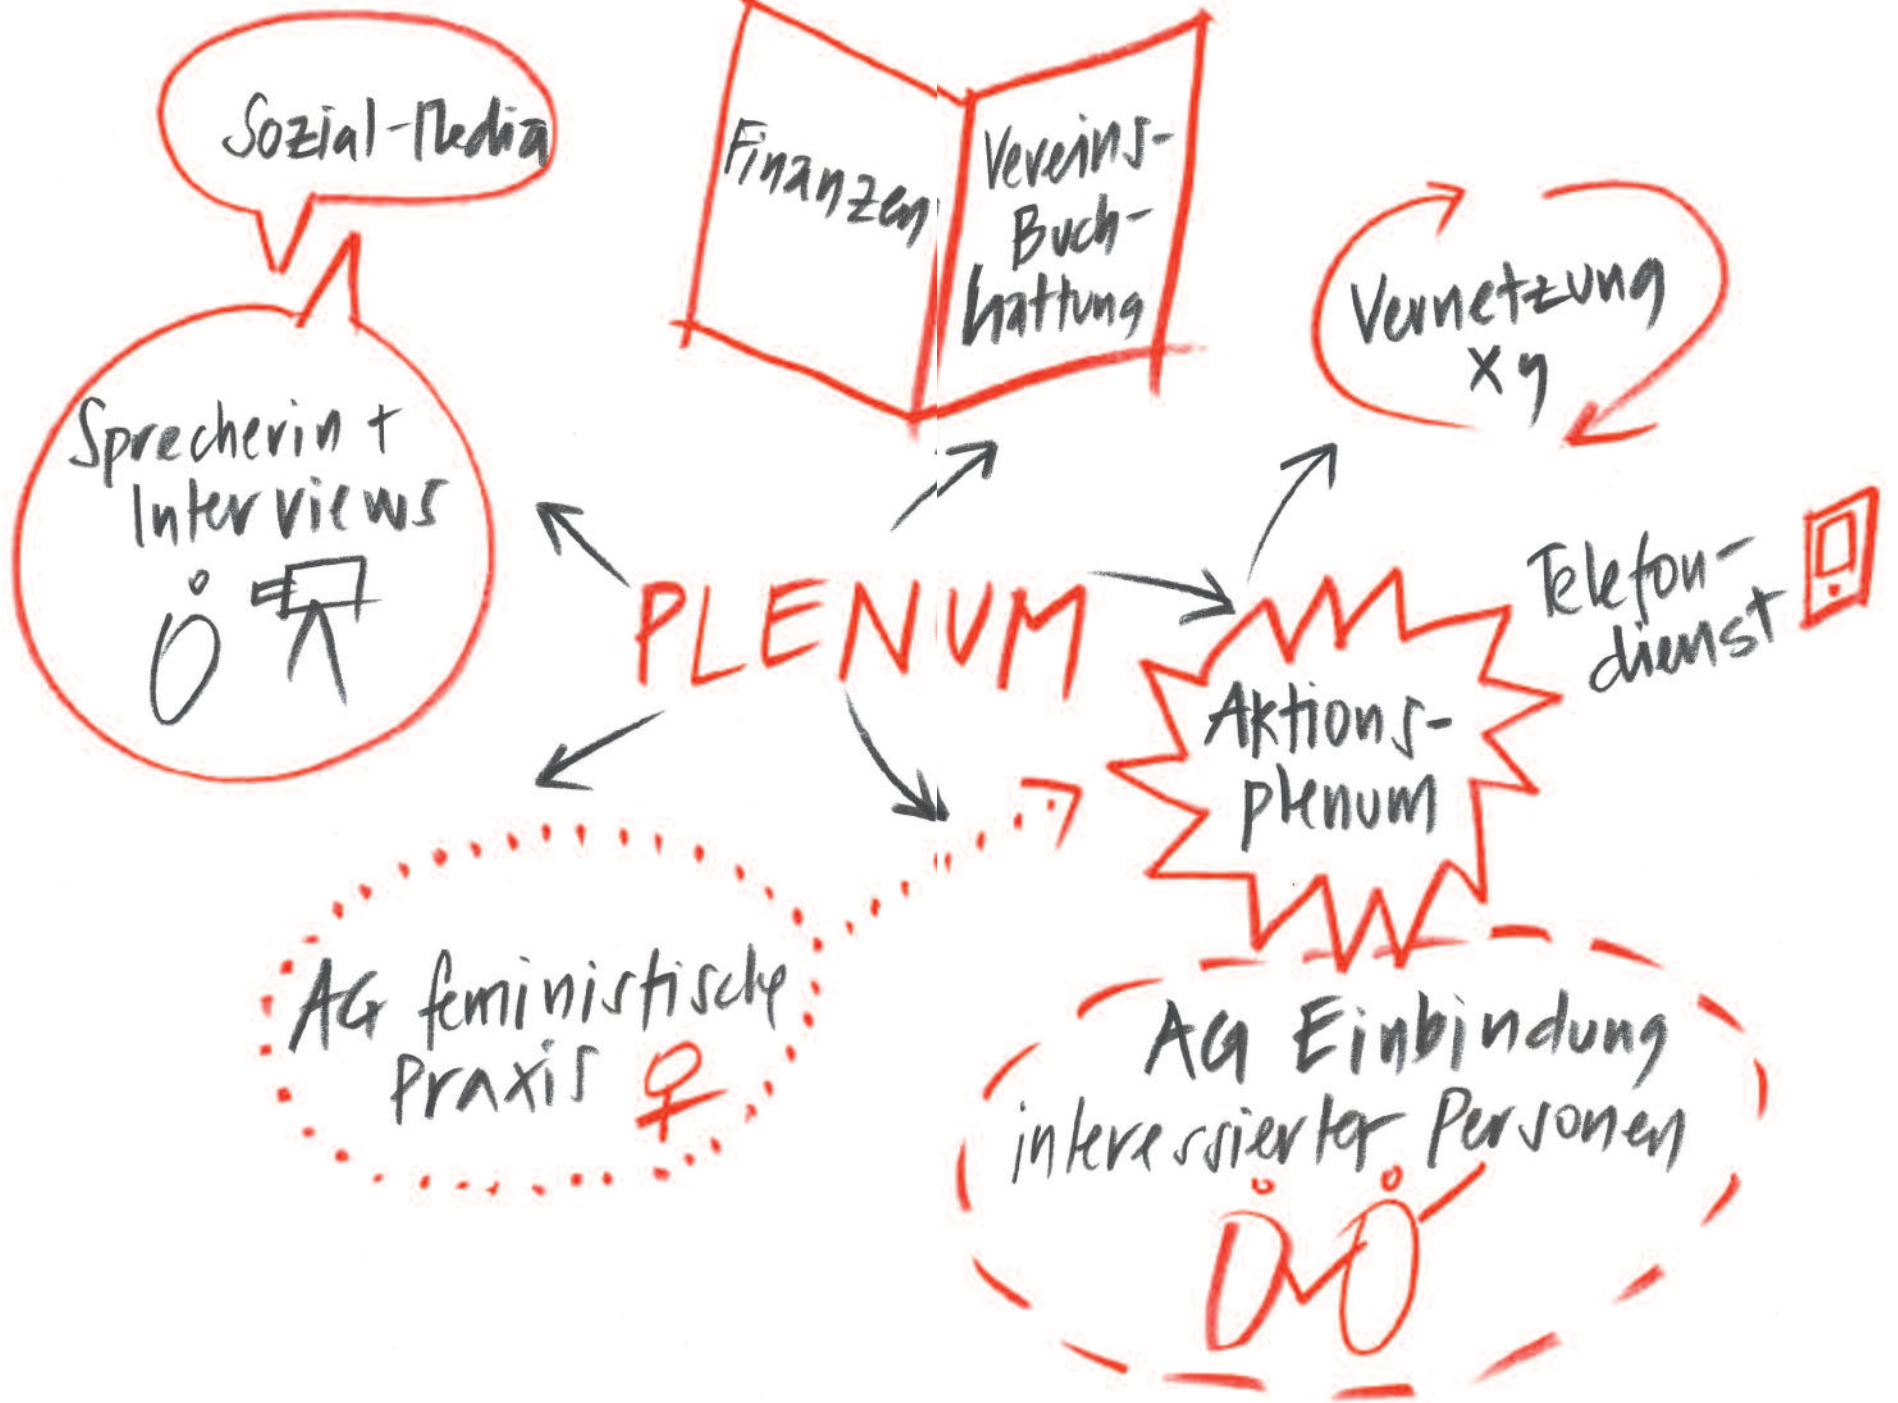 Sozial-Media
Finanzen
Vereins-
Buch-
haltung
Vernetzung
xy
Sprecherin +
Interviews
PLENUM
Telefon-
dienst
Aktions-
plenum
AG feministische
Praxis
AG Einbindung
interessierter Personen